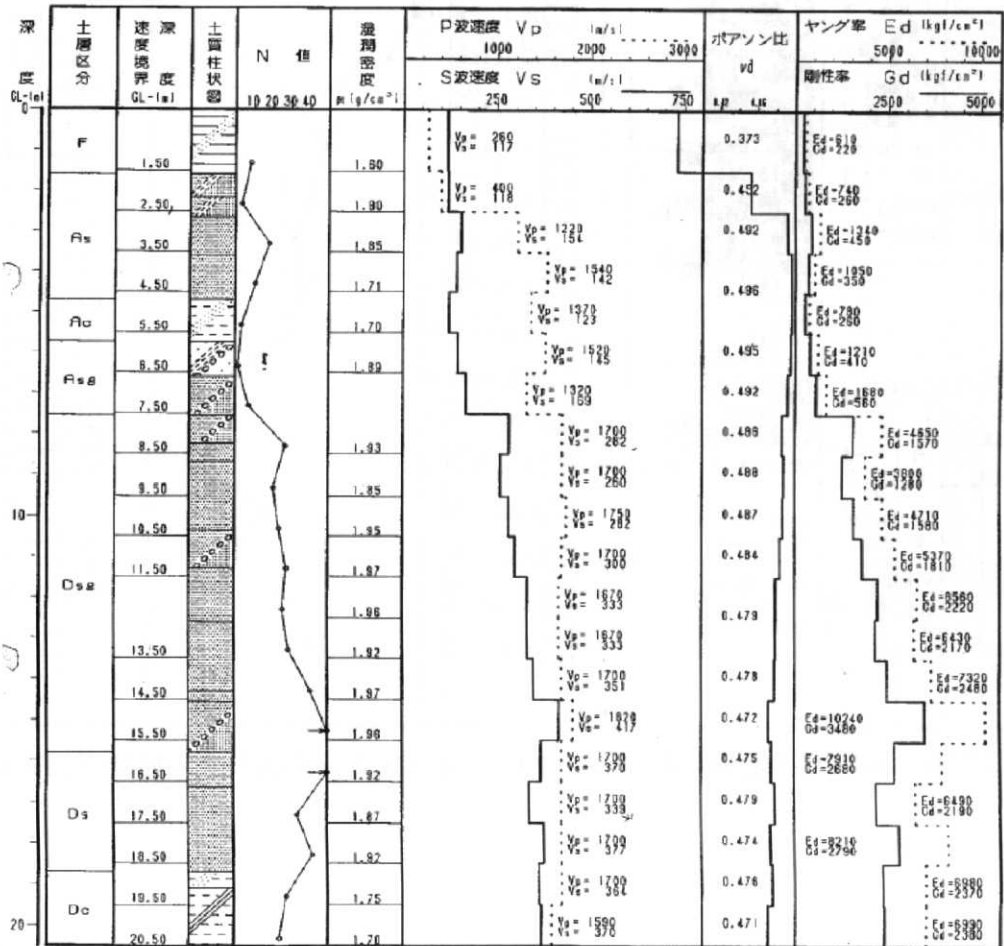 深度 GL-(m)
土層区分
速度境界深度 GL-(m)
土質柱状図
N 値
10 20 30 40
湿潤密度
ρt (g/cm³)
P波速度 Vp (m/s)
1000 3000
S波速度 Vs (m/s)
250 500 750
ポアソン比
νd
ヤング率 Ed (kgf/cm²)
5000 10000
剛性率 Gd (kgf/cm²)
2500 5000
0
10
20
F
As
Ac
Asg
Dsg
Ds
Dc
1.50
2.50
3.50
4.50
5.50
6.50
7.50
8.50
9.50
10.50
11.50
13.50
14.50
15.50
16.50
17.50
18.50
19.50
20.50
1.60
1.80
1.85
1.71
1.70
1.89
1.93
1.85
1.95
1.97
1.96
1.92
1.97
1.96
1.92
1.87
1.92
1.75
1.70
Vp = 260
Vs = 117
Vp = 400
Vs = 118
Vp = 1220
Vs = 154
Vp = 1540
Vs = 142
Vp = 1370
Vs = 123
Vp = 1520
Vs = 145
Vp = 1320
Vs = 169
Vp = 1700
Vs = 282
Vp = 1700
Vs = 260
Vp = 1750
Vs = 282
Vp = 1700
Vs = 300
Vp = 1670
Vs = 333
Vp = 1670
Vs = 333
Vp = 1700
Vs = 351
Vp = 1820
Vs = 417
Vp = 1700
Vs = 370
Vp = 1700
Vs = 339
Vp = 1700
Vs = 377
Vp = 1700
Vs = 364
Vp = 1590
Vs = 370
0.373
0.452
0.492
0.496
0.495
0.492
0.486
0.488
0.487
0.484
0.479
0.478
0.472
0.475
0.479
0.474
0.476
0.471
Ed=610
Gd=220
Ed=740
Gd=260
Ed=1340
Gd=450
Ed=1050
Gd=350
Ed=780
Gd=260
Ed=1210
Gd=410
Ed=1680
Gd=560
Ed=4650
Gd=1570
Ed=3800
Gd=1280
Ed=4710
Gd=1580
Ed=5370
Gd=1810
Ed=6560
Gd=2220
Ed=6430
Gd=2170
Ed=7320
Gd=2480
Ed=10240
Gd=3480
Ed=7910
Gd=2680
Ed=6490
Gd=2190
Ed=8210
Gd=2790
Ed=6980
Gd=2370
Ed=6990
Gd=2380